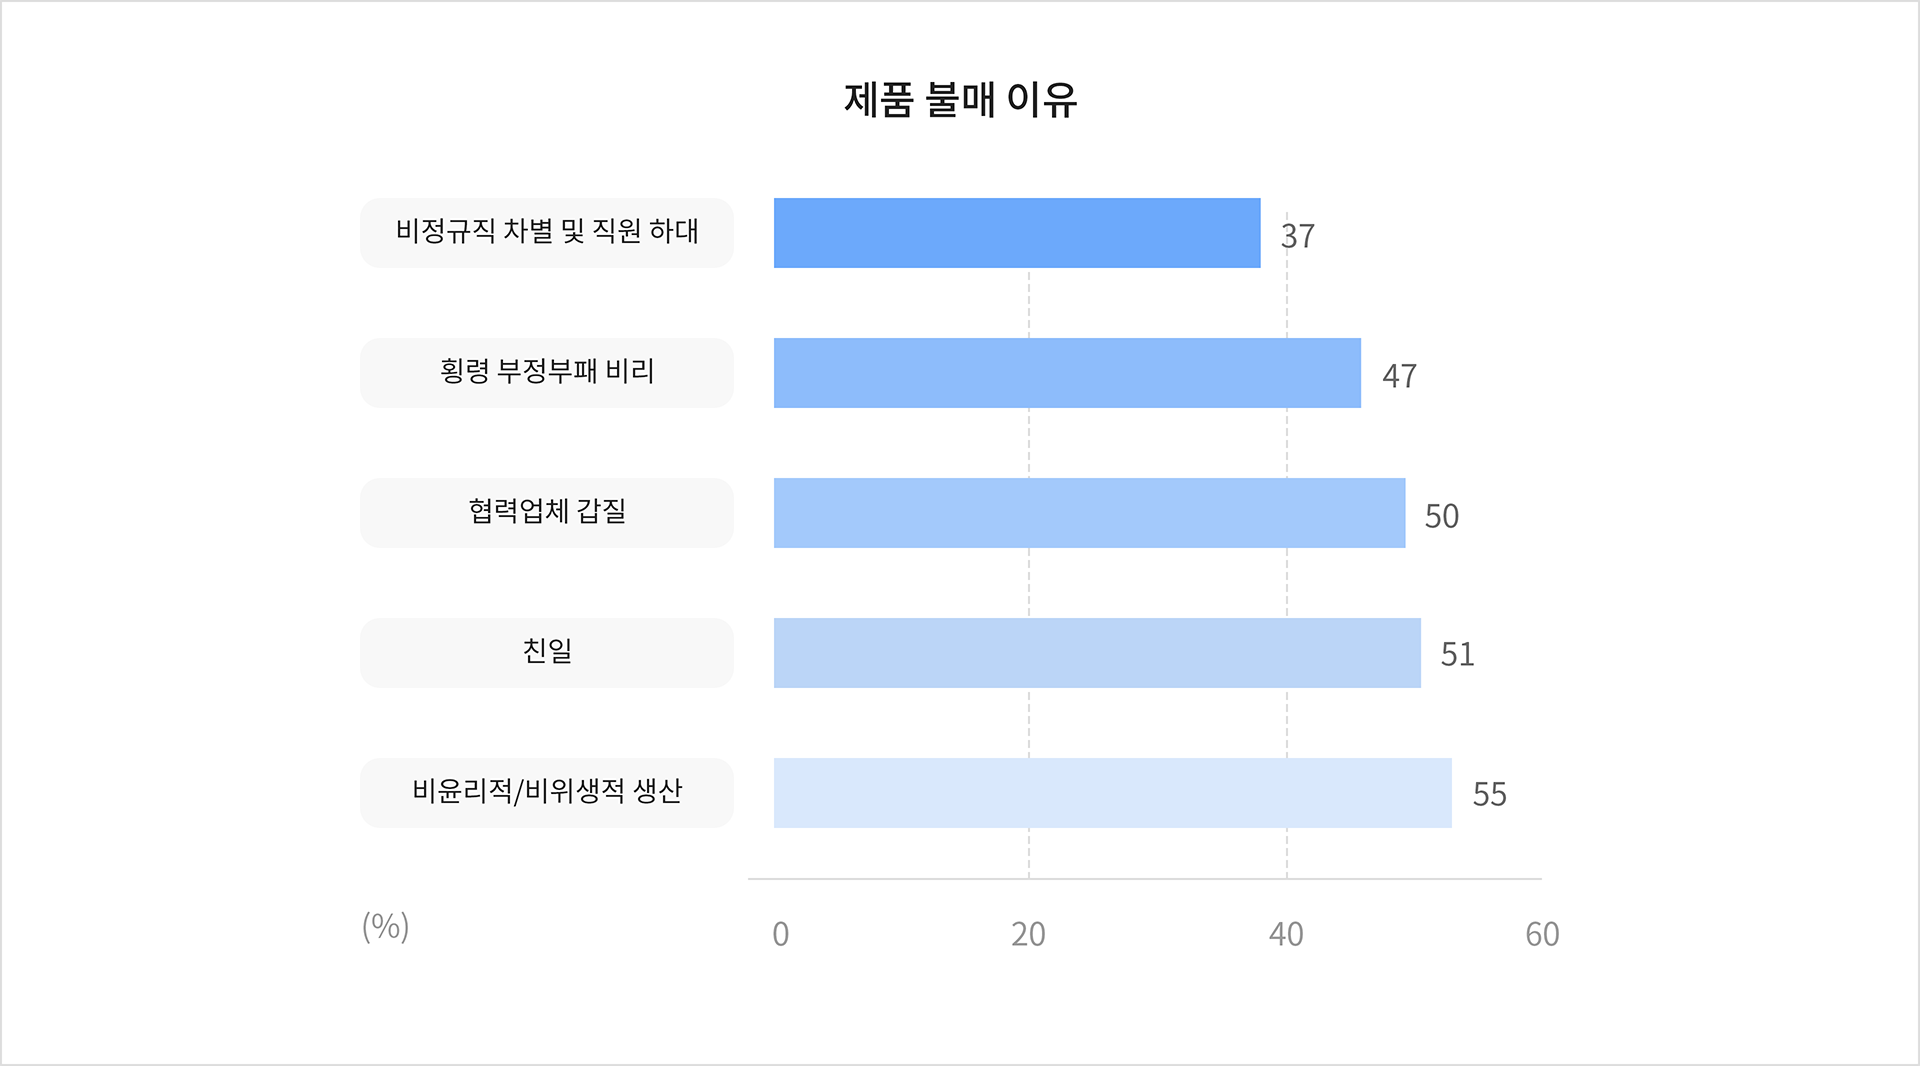 제품 불매 이유
비정규직 차별 및 직원 하대
37
횡령 부정부패 비리
47
협력업체 갑질
50
친일
51
비윤리적/비위생적 생산
55
(%)
0 20 40 60